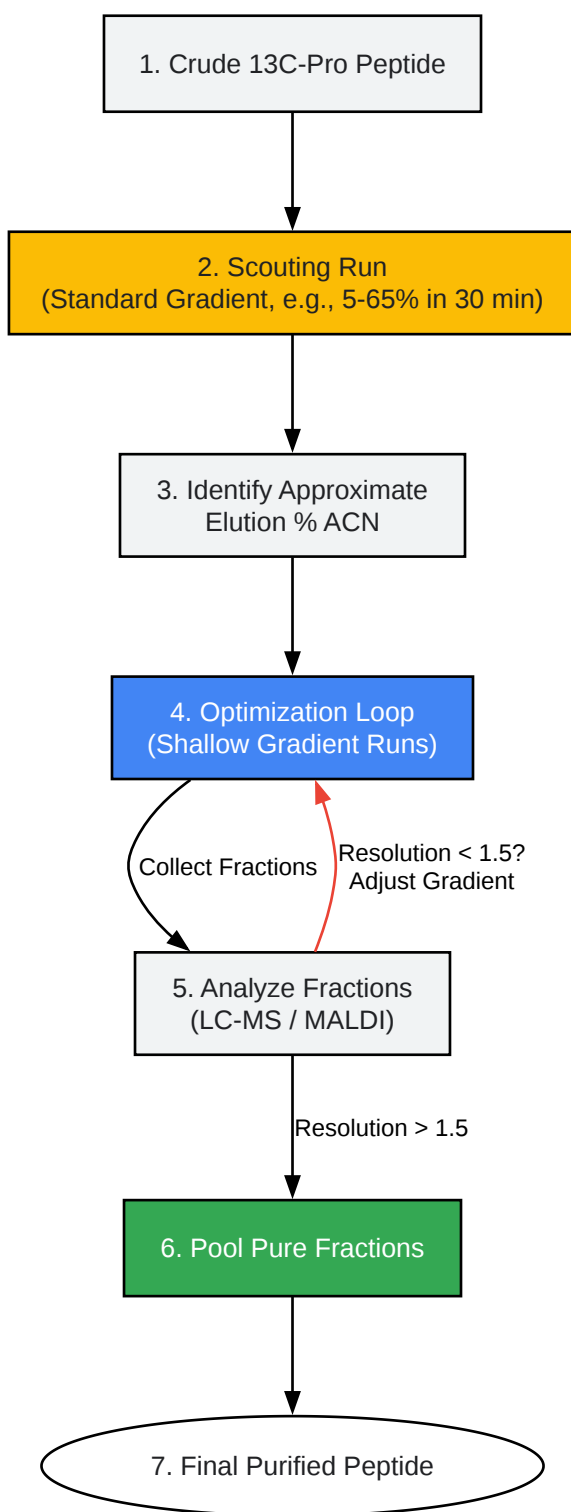 1. Crude 13C-Pro Peptide
2. Scouting Run
(Standard Gradient, e.g., 5-65% in 30 min)
3. Identify Approximate
Elution % ACN
4. Optimization Loop
(Shallow Gradient Runs)
Collect Fractions
Resolution < 1.5?
Adjust Gradient
5. Analyze Fractions
(LC-MS / MALDI)
Resolution > 1.5
6. Pool Pure Fractions
7. Final Purified Peptide